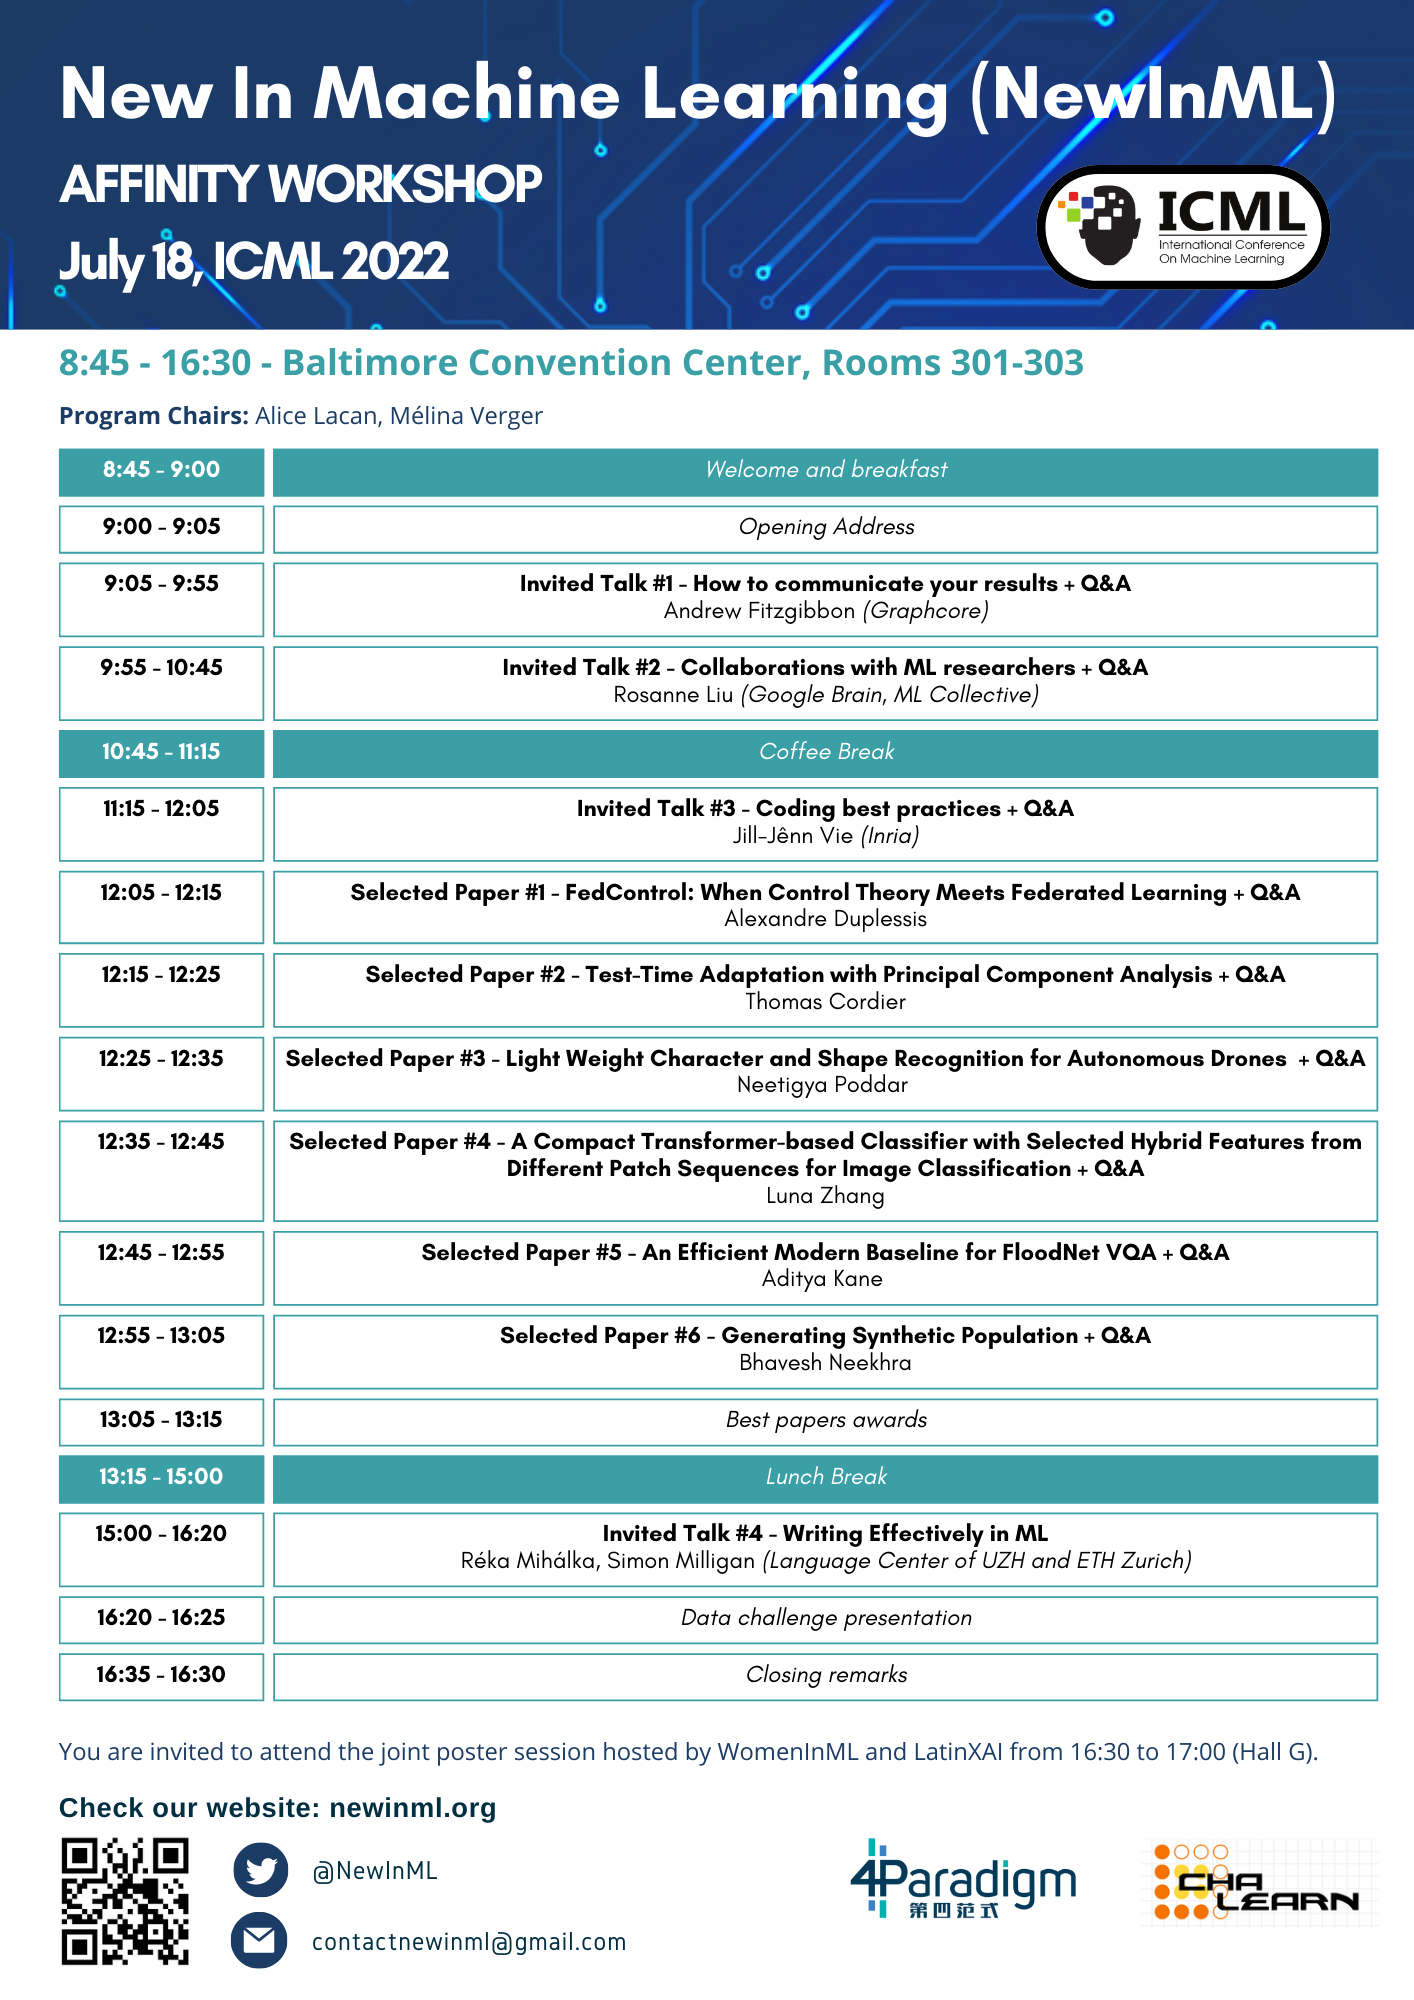 New In Machine Learning (NewInML)
AFFINITY WORKSHOP
July 18, ICML 2022
ICML
International Conference
On Machine Learning
8:45 - 16:30 - Baltimore Convention Center, Rooms 301-303
Program Chairs: Alice Lacan, Mélina Verger
8:45 - 9:00
Welcome and breakfast
9:00 - 9:05
Opening Address
9:05 - 9:55
Invited Talk #1 - How to communicate your results + Q&A
Andrew Fitzgibbon (Graphcore)
9:55 - 10:45
Invited Talk #2 - Collaborations with ML researchers + Q&A
Rosanne Liu (Google Brain, ML Collective)
10:45 - 11:15
Coffee Break
11:15 - 12:05
Invited Talk #3 - Coding best practices + Q&A
Jill-Jênn Vie (Inria)
12:05 - 12:15
Selected Paper #1 - FedControl: When Control Theory Meets Federated Learning + Q&A
Alexandre Duplessis
12:15 - 12:25
Selected Paper #2 - Test-Time Adaptation with Principal Component Analysis + Q&A
Thomas Cordier
12:25 - 12:35
Selected Paper #3 - Light Weight Character and Shape Recognition for Autonomous Drones + Q&A
Neetigya Poddar
12:35 - 12:45
Selected Paper #4 - A Compact Transformer-based Classifier with Selected Hybrid Features from
Different Patch Sequences for Image Classification + Q&A
Luna Zhang
12:45 - 12:55
Selected Paper #5 - An Efficient Modern Baseline for FloodNet VQA + Q&A
Aditya Kane
12:55 - 13:05
Selected Paper #6 - Generating Synthetic Population + Q&A
Bhavesh Neekhra
13:05 - 13:15
Best papers awards
13:15 - 15:00
Lunch Break
15:00 - 16:20
Invited Talk #4 - Writing Effectively in ML
Réka Mihálka, Simon Milligan (Language Center of UZH and ETH Zurich)
16:20 - 16:25
Data challenge presentation
16:35 - 16:30
Closing remarks
You are invited to attend the joint poster session hosted by WomenInML and LatinXAI from 16:30 to 17:00 (Hall G).
Check our website: newinml.org
@NewInML
contactnewinml@gmail.com
4Paradigm
第四范式
CHA
LEARN